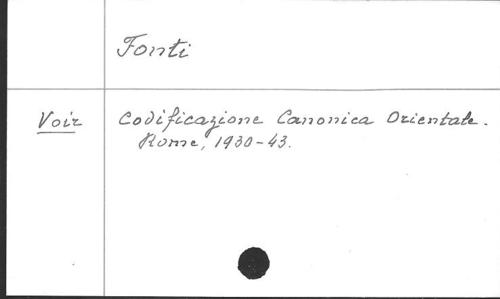 Fonti
Voir Codificazione Canonica Orientale.
Rome, 1930-43.